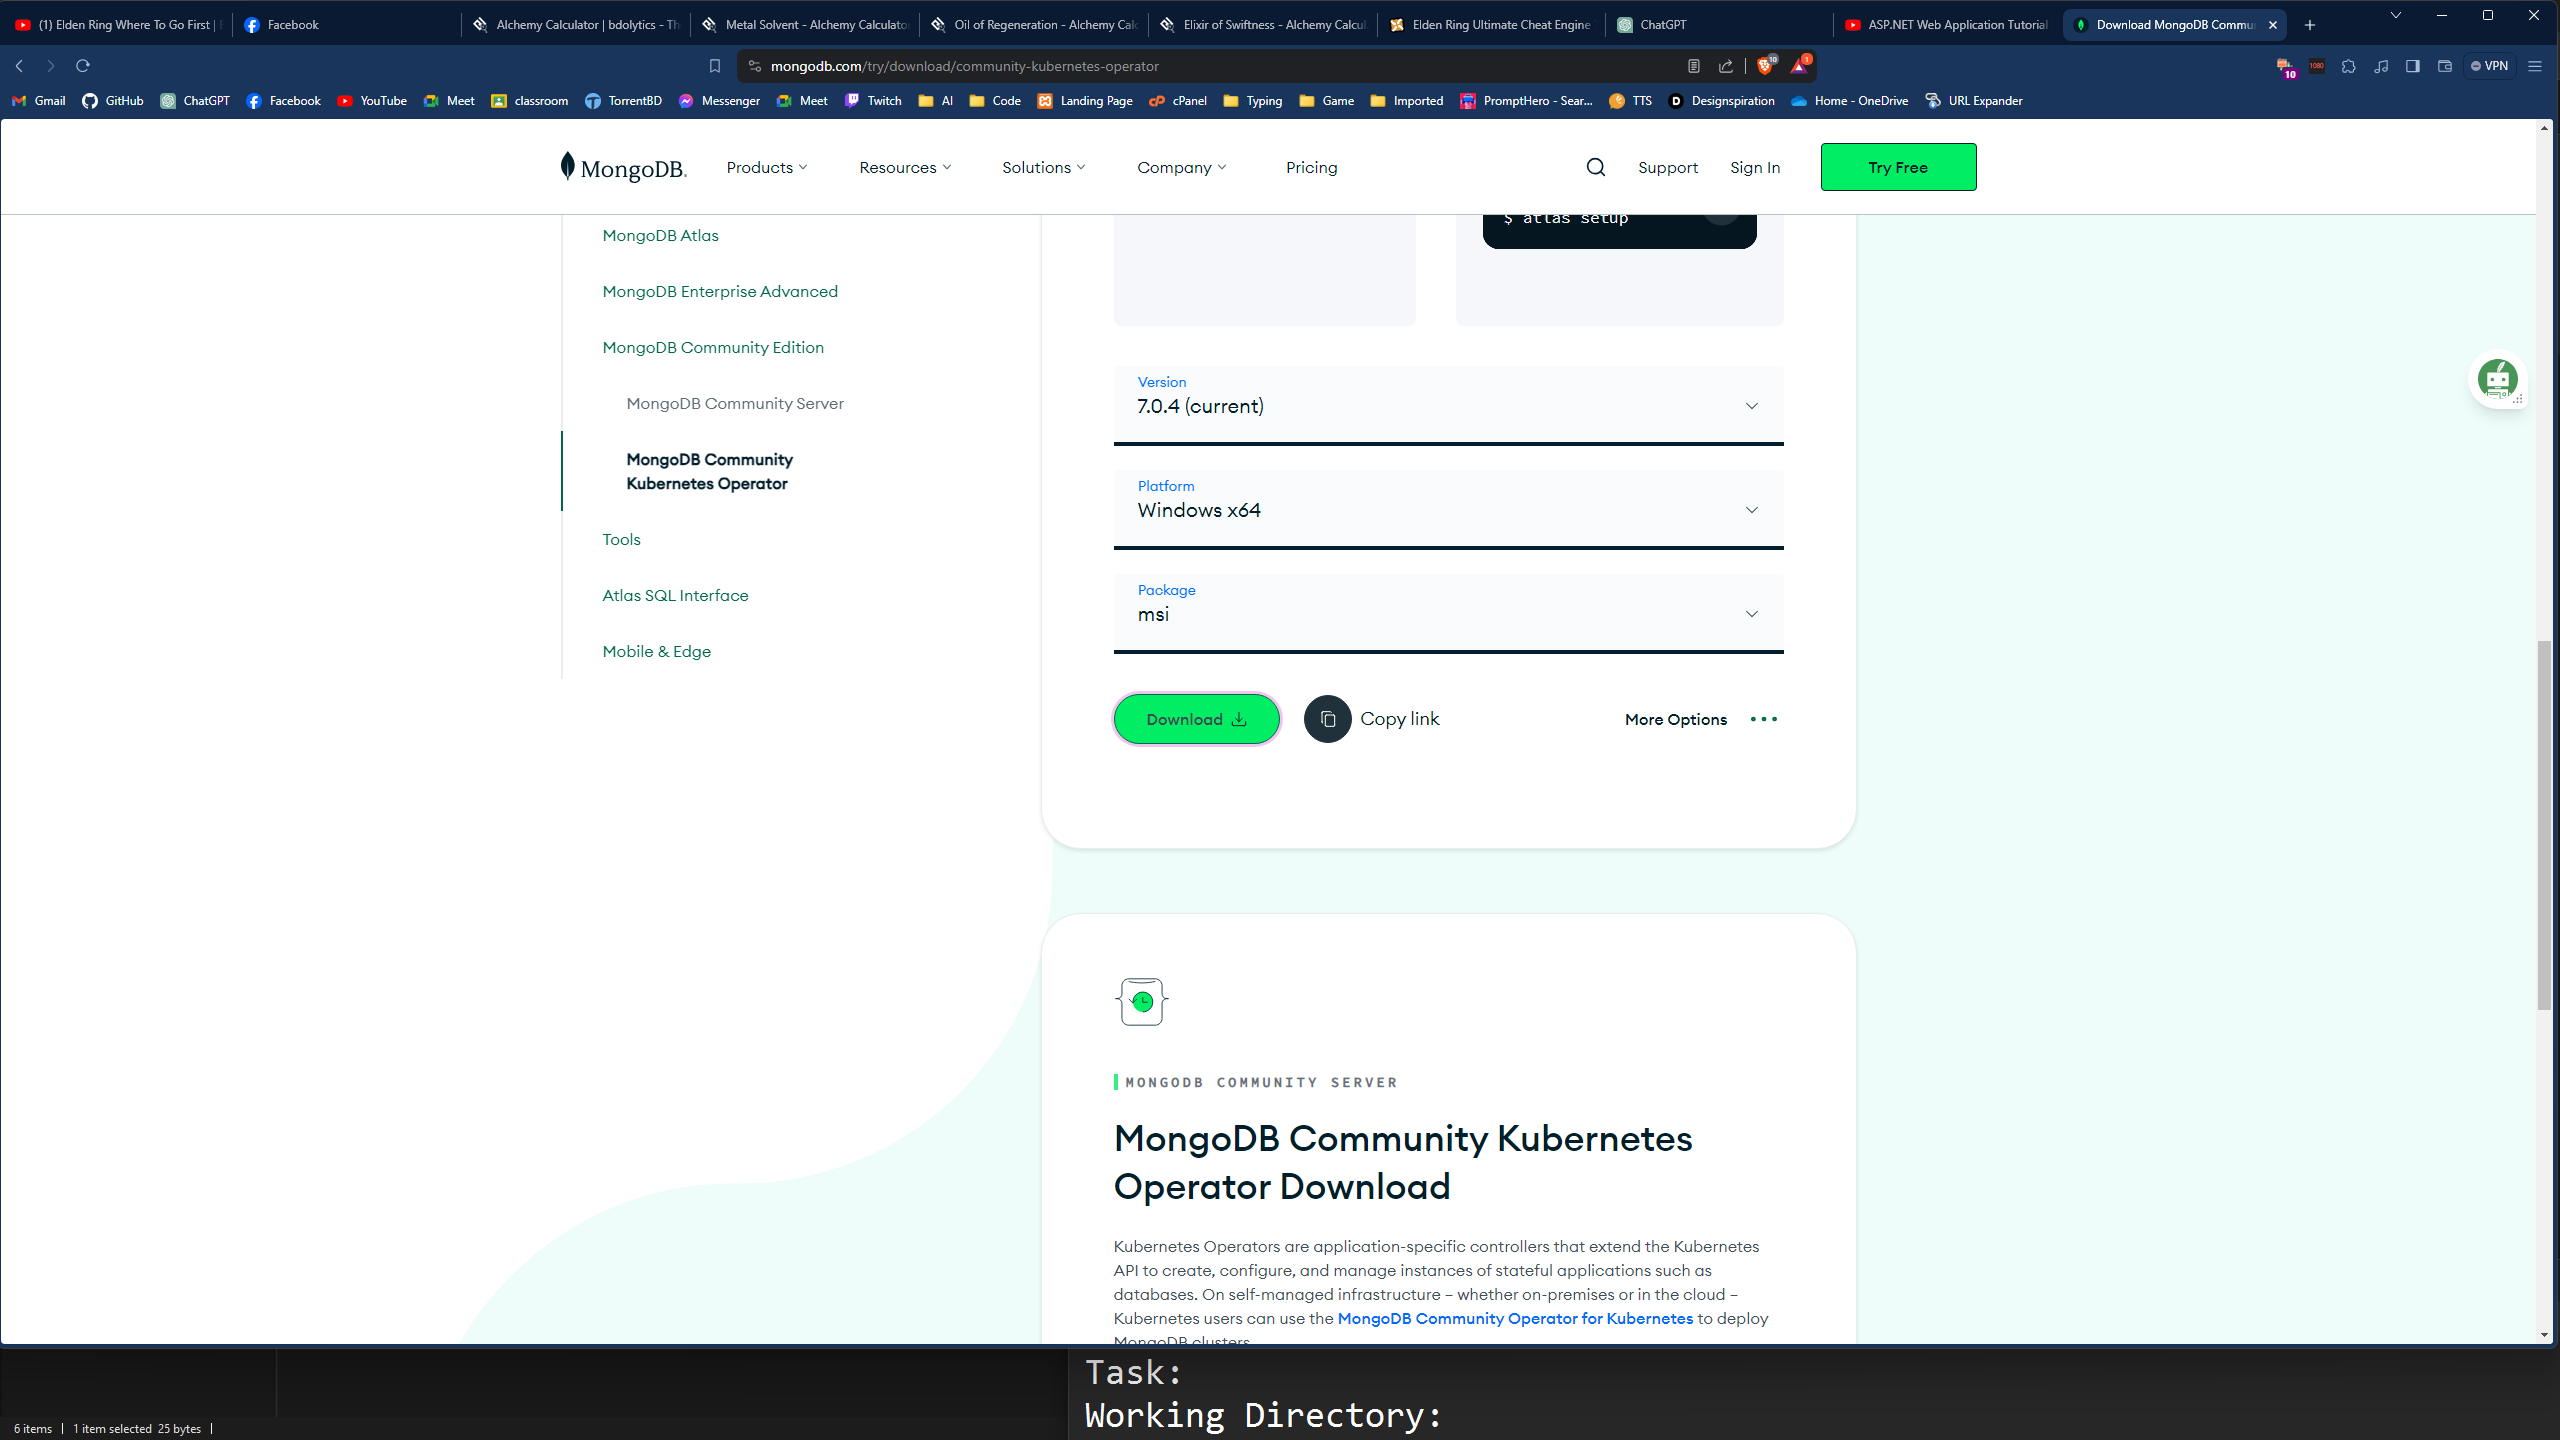 (1) Elden Ring Where To Go First |
Facebook
Alchemy Calculator | bdolytics - Th
Metal Solvent - Alchemy Calculator
Oil of Regeneration - Alchemy Calc
Elixir of Swiftness - Alchemy Calcul
Elden Ring Ultimate Cheat Engine
ChatGPT
ASP.NET Web Application Tutorial
Download MongoDB Commu
mongodb.com/try/download/community-kubernetes-operator
10
1
10
1080
VPN
Gmail
GitHub
ChatGPT
Facebook
YouTube
Meet
classroom
TorrentBD
Messenger
Meet
Twitch
AI
Code
Landing Page
cPanel
Typing
Game
Imported
PromptHero - Sear...
TTS
Designspiration
Home - OneDrive
URL Expander
MongoDB.
Products
Resources
Solutions
Company
Pricing
Support
Sign In
Try Free
MongoDB Atlas
MongoDB Enterprise Advanced
MongoDB Community Edition
MongoDB Community Server
MongoDB Community
Kubernetes Operator
Tools
Atlas SQL Interface
Mobile & Edge
$ atlas setup
Version
7.0.4 (current)
Platform
Windows x64
Package
msi
Download
Copy link
More Options
MONGODB COMMUNITY SERVER
MongoDB Community Kubernetes
Operator Download
Kubernetes Operators are application-specific controllers that extend the Kubernetes
API to create, configure, and manage instances of stateful applications such as
databases. On self-managed infrastructure – whether on-premises or in the cloud –
Kubernetes users can use the MongoDB Community Operator for Kubernetes to deploy
MongoDB clusters.
Task:
Working Directory:
6 items
1 item selected 25 bytes